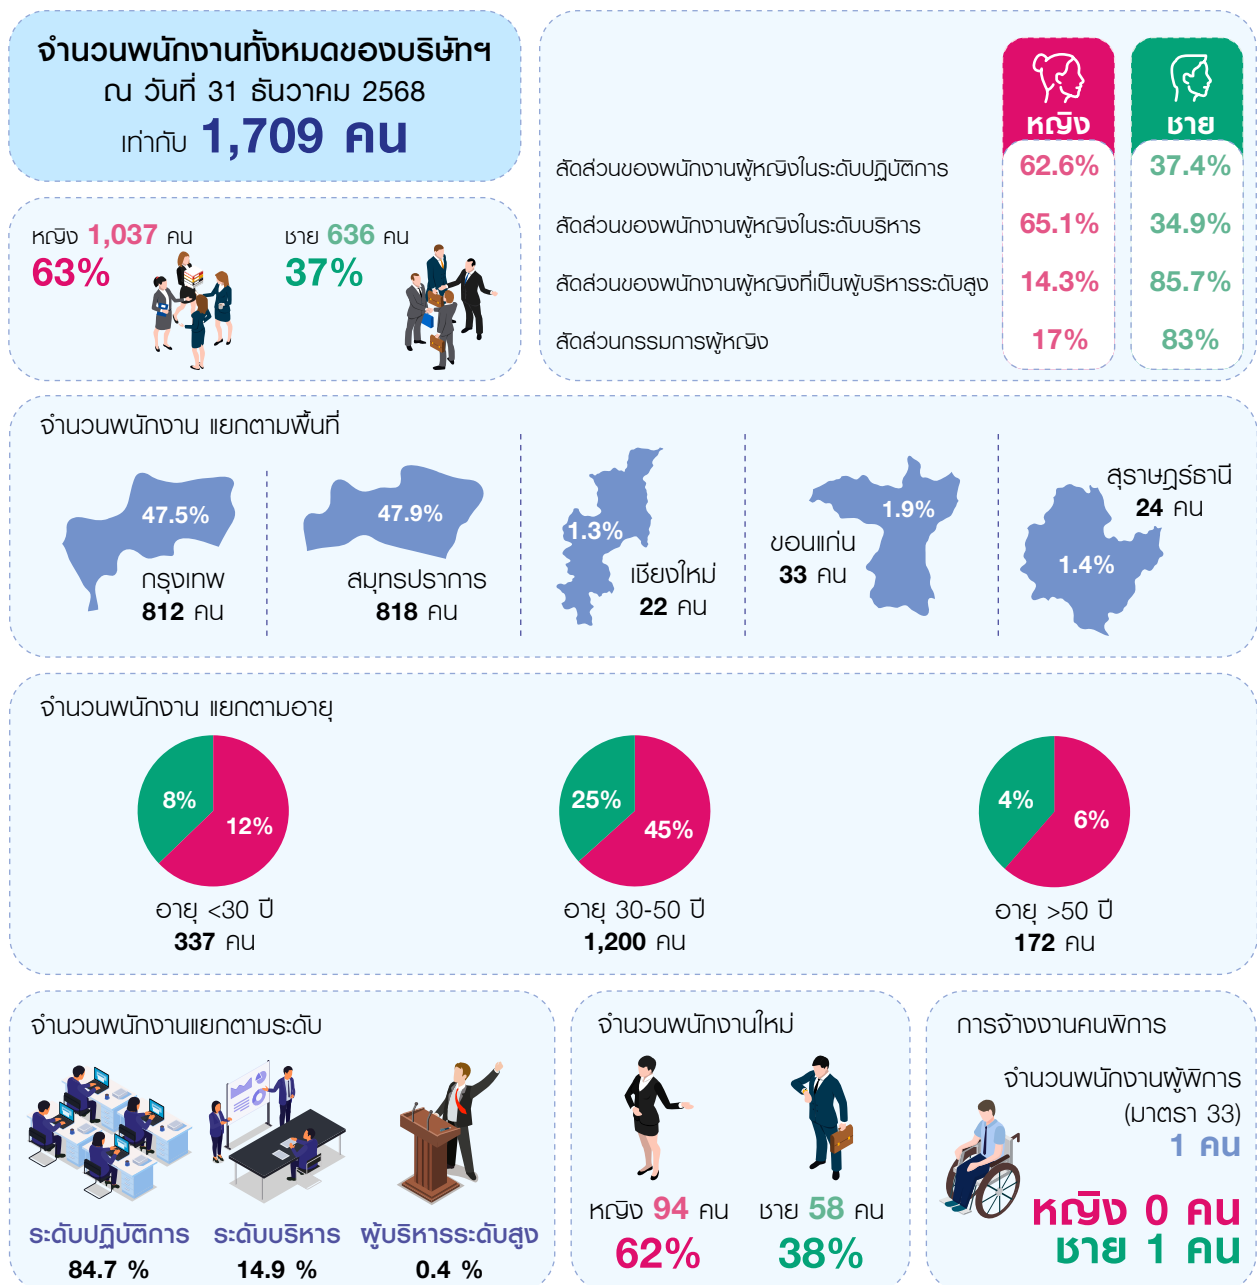 จำนวนพนักงานทั้งหมดของบริษัทฯ
ณ วันที่ 31 ธันวาคม 2568
เท่ากับ 1,709 คน
หญิง 1,037 คน
63%
ชาย 636 คน
37%
หญิง
ชาย
สัดส่วนของพนักงานผู้หญิงในระดับปฏิบัติการ 62.6% 37.4%
สัดส่วนของพนักงานผู้หญิงในระดับบริหาร 65.1% 34.9%
สัดส่วนของพนักงานผู้หญิงที่เป็นผู้บริหารระดับสูง 14.3% 85.7%
สัดส่วนกรรมการผู้หญิง 17% 83%
จำนวนพนักงาน แยกตามพื้นที่
47.5%
กรุงเทพ
812 คน
47.9%
สมุทรปราการ
818 คน
1.3%
เชียงใหม่
22 คน
1.9%
ขอนแก่น
33 คน
สุราษฎร์ธานี
24 คน
1.4%
จำนวนพนักงาน แยกตามอายุ
8%
12%
อายุ <30 ปี
337 คน
25%
45%
อายุ 30-50 ปี
1,200 คน
4%
6%
อายุ >50 ปี
172 คน
จำนวนพนักงานแยกตามระดับ
ระดับปฏิบัติการ
84.7 %
ระดับบริหาร
14.9 %
ผู้บริหารระดับสูง
0.4 %
จำนวนพนักงานใหม่
หญิง 94 คน
62%
ชาย 58 คน
38%
การจ้างงานคนพิการ
จำนวนพนักงานผู้พิการ
(มาตรา 33)
1 คน
หญิง 0 คน
ชาย 1 คน